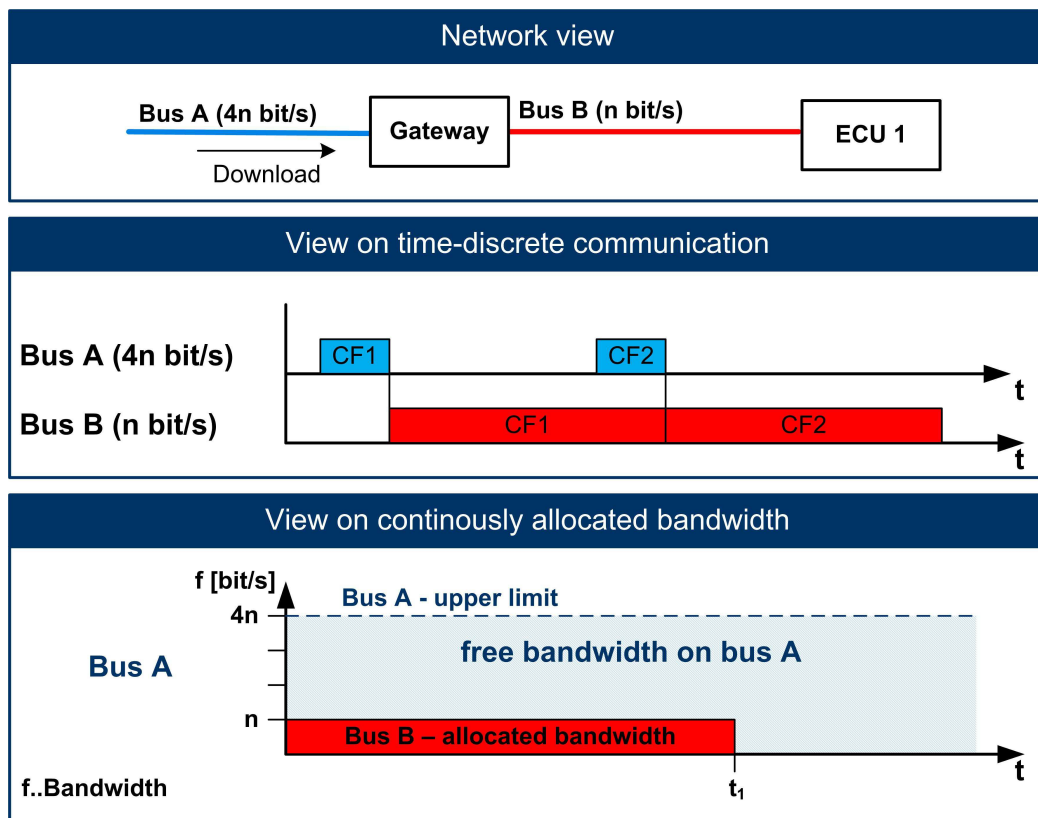 Network view
Bus A (4n bit/s)
Gateway
Bus B (n bit/s)
ECU 1
Download
View on time-discrete communication
Bus A (4n bit/s)
CF1
CF2
t
Bus B (n bit/s)
CF1
CF2
t
View on continously allocated bandwidth
f [bit/s]
4n
Bus A - upper limit
free bandwidth on bus A
Bus A
n
Bus B – allocated bandwidth
t
t₁
f..Bandwidth